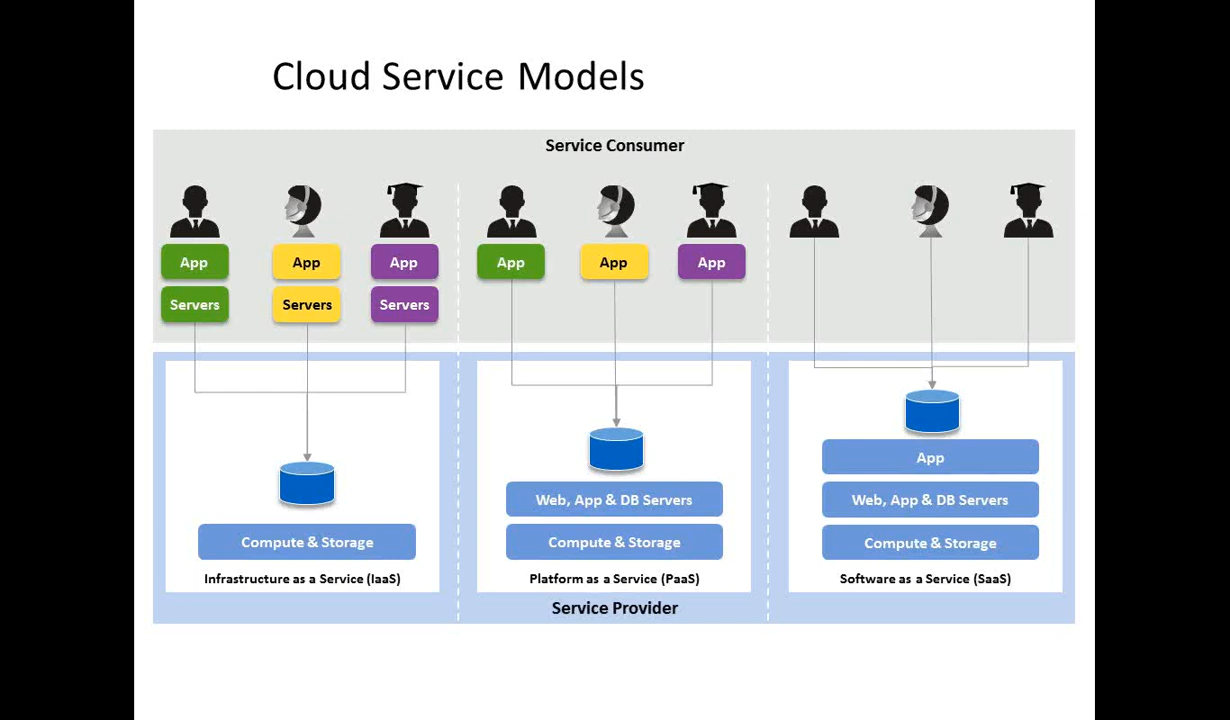 Cloud Service Models
Service Consumer
App
App
App
Servers
Servers
Servers
App
App
App
Compute & Storage
Infrastructure as a Service (IaaS)
Web, App & DB Servers
Compute & Storage
Platform as a Service (PaaS)
App
Web, App & DB Servers
Compute & Storage
Software as a Service (SaaS)
Service Provider